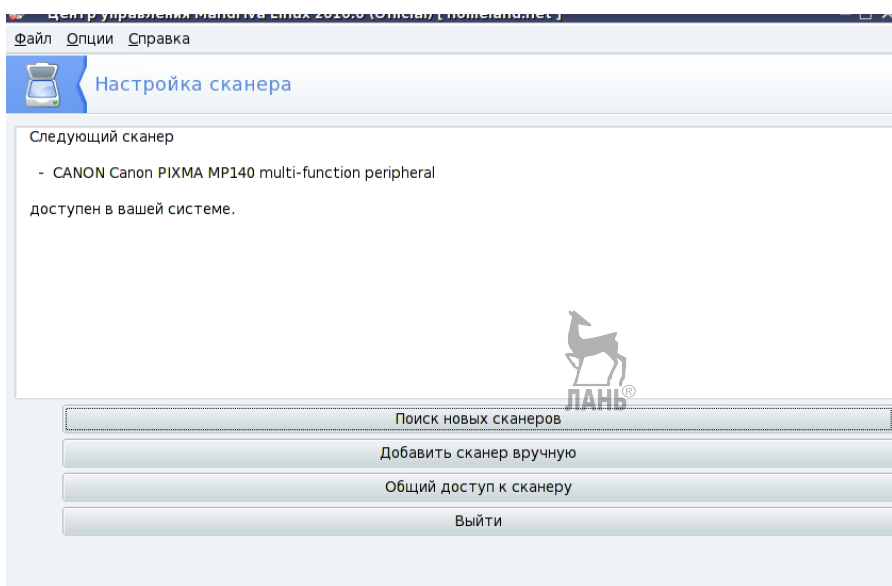 Центр управления Mandriva Linux 2010.0 (Official) [ homeland.net ]
Файл Опции Справка
Настройка сканера
Следующий сканер
- CANON Canon PIXMA MP140 multi-function peripheral
доступен в вашей системе.
ЛАНЬ®
Поиск новых сканеров
Добавить сканер вручную
Общий доступ к сканеру
Выйти